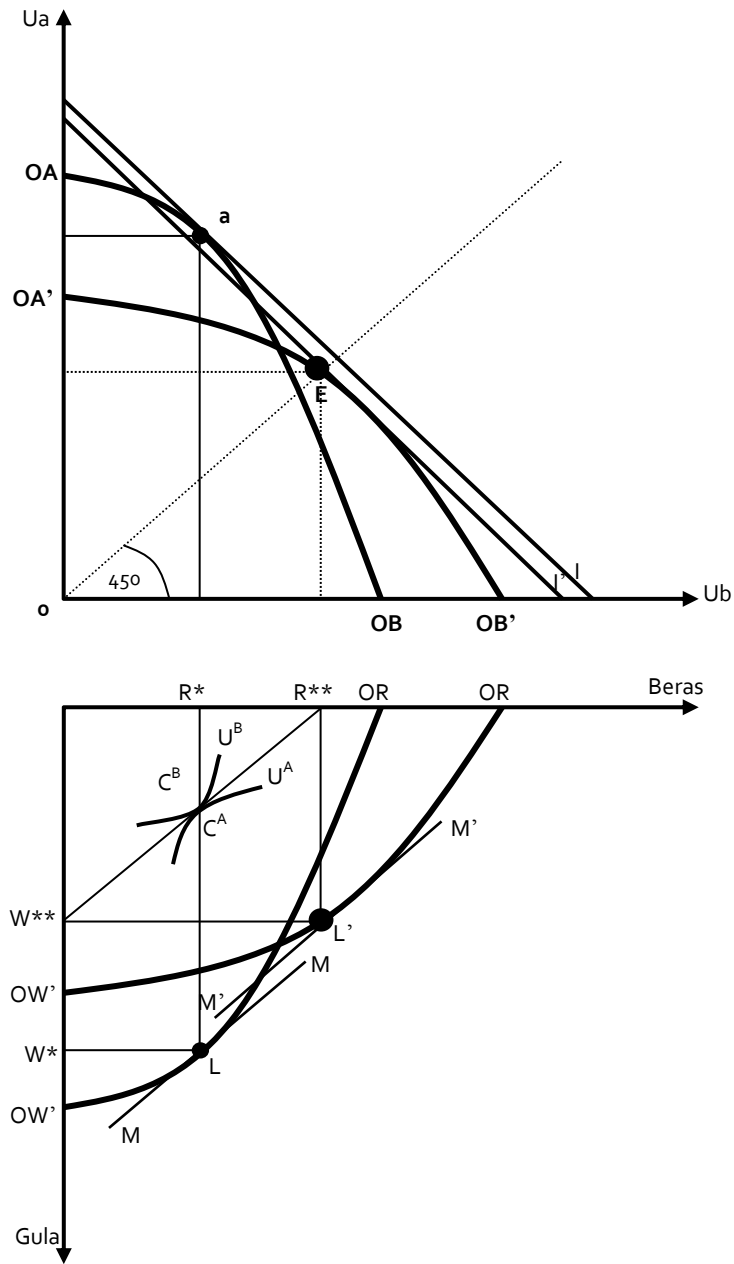 Ua
OA
a
OA’
E
45o
I’ I
o
Ub
OB
OB’
R*
R**
OR
OR
Beras
U^B
C^B
U^A
C^A
M’
W**
L’
M
OW’
M’
W*
L
OW’
M
Gula